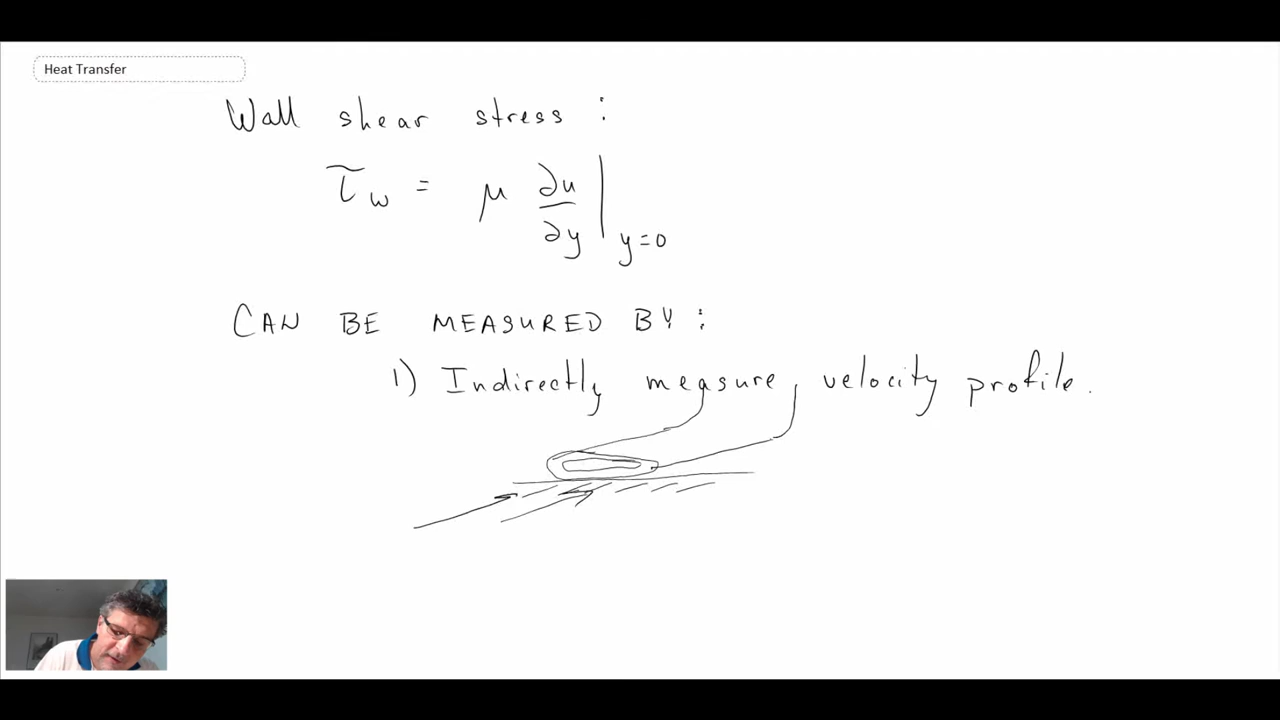 Heat Transfer
Wall shear stress :
τw = μ ∂u/∂y |y=0
CAN BE MEASURED BY :
1) Indirectly measure velocity profile.